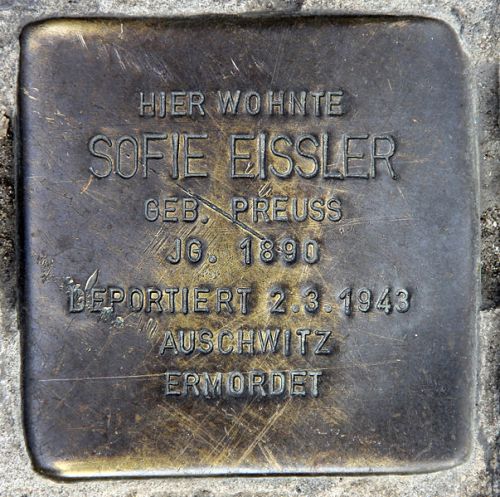 HIER WOHNTE
SOFIE EISSLER
GEB. PREUSS
JG. 1890
DEPORTIERT 2.3.1943
AUSCHWITZ
ERMORDET